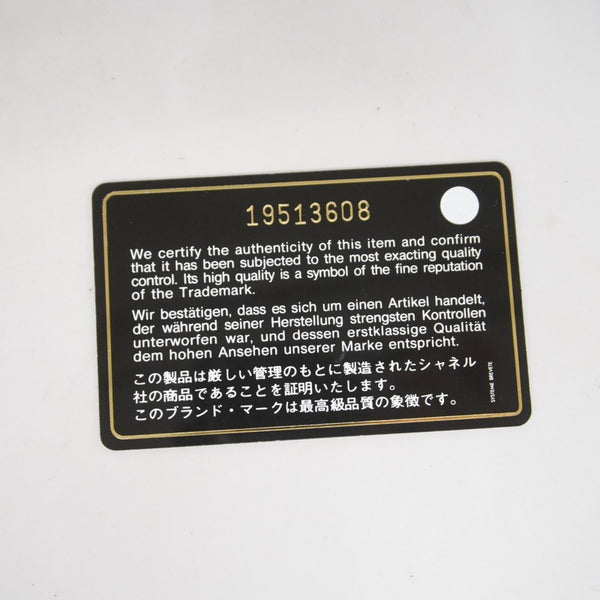 19513608
We certify the authenticity of this item and confirm
that it has been subjected to the most exacting quality
control. Its high quality is a symbol of the fine reputation
of the Trademark.
Wir bestätigen, dass es sich um einen Artikel handelt,
der während seiner Herstellung strengsten Kontrollen
unterworfen war, und dessen erstklassige Qualität
dem hohen Ansehen unserer Marke entspricht.
この製品は厳しい管理のもとに製造されたシャネル
社の商品であることを証明いたします。
このブランド・マークは最高級品質の象徴です。
SYSTEME BREVETE